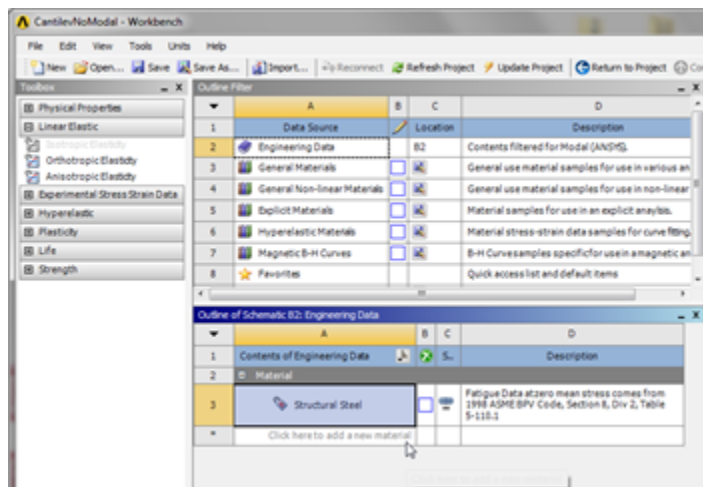 CantilevNoModal - Workbench
File Edit View Tools Units Help
New Open... Save Save As... Import... Reconnect Refresh Project Update Project Return to Project Co
Toolbox
Physical Properties
Linear Elastic
Isotropic Elasticity
Orthotropic Elasticity
Anisotropic Elasticity
Experimental Stress Strain Data
Hyperelastic
Plasticity
Life
Strength
Outline Filter
A B C D
1 Data Source Location Description
2 Engineering Data B2 Contents filtered for Modal (ANSYS).
3 General Materials General use material samples for use in various an
4 General Non-linear Materials General use material samples for use in non-linear
5 Explicit Materials Material samples for use in an explicit anaylsis.
6 Hyperelastic Materials Material stress-strain data samples for curve fitting.
7 Magnetic B-H Curves B-H Curve samples specific for use in a magnetic an
8 Favorites Quick access list and default items
Outline of Schematic B2: Engineering Data
A B C D
1 Contents of Engineering Data S.. Description
2 Material
3 Structural Steel Fatigue Data at zero mean stress comes from
1998 ASME BPV Code, Section 8, Div 2, Table
5-110.1
* Click here to add a new material